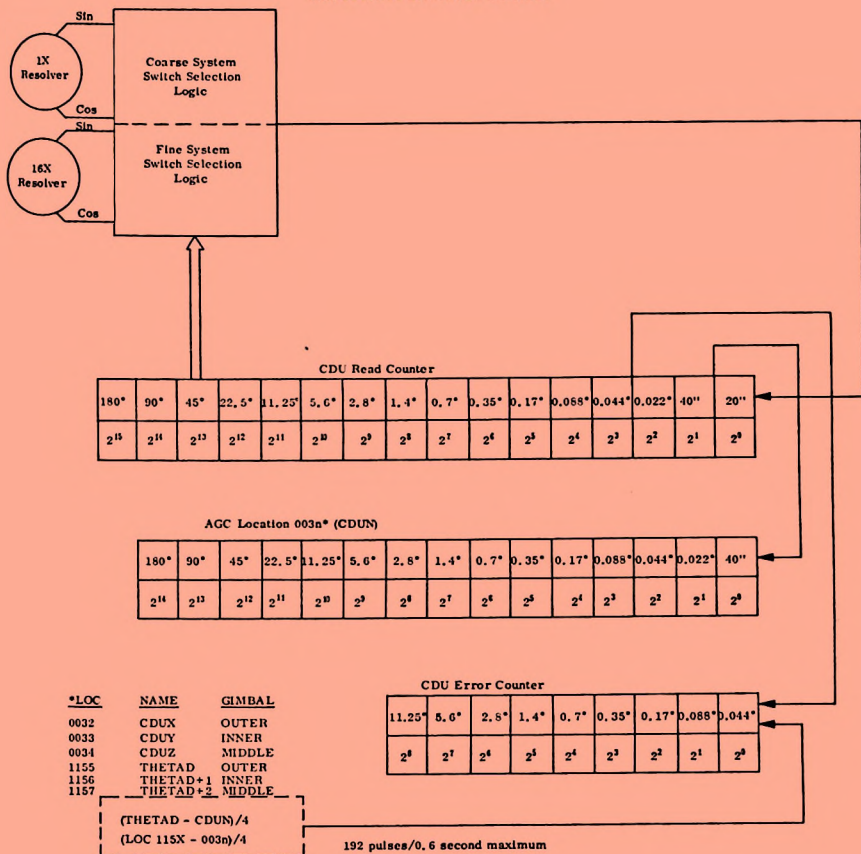 Sin
1X
Resolver
Cos
Coarse System
Switch Selection
Logic
Sin
16X
Resolver
Cos
Fine System
Switch Selection
Logic
CDU Read Counter
180° 90° 45° 22.5° 11.25° 5.6° 2.8° 1.4° 0.7° 0.35° 0.17° 0.088° 0.044° 0.022° 40" 20"
2¹⁵ 2¹⁴ 2¹³ 2¹² 2¹¹ 2¹⁰ 2⁹ 2⁸ 2⁷ 2⁶ 2⁵ 2⁴ 2³ 2² 2¹ 2⁰
AGC Location 003n* (CDUN)
180° 90° 45° 22.5° 11.25° 5.6° 2.8° 1.4° 0.7° 0.35° 0.17° 0.088° 0.044° 0.022° 40"
2¹⁴ 2¹³ 2¹² 2¹¹ 2¹⁰ 2⁹ 2⁸ 2⁷ 2⁶ 2⁵ 2⁴ 2³ 2² 2¹ 2⁰
CDU Error Counter
11.25° 5.6° 2.8° 1.4° 0.7° 0.35° 0.17° 0.088° 0.044°
2⁸ 2⁷ 2⁶ 2⁵ 2⁴ 2³ 2² 2¹ 2⁰
*LOC NAME GIMBAL
0032 CDUX OUTER
0033 CDUY INNER
0034 CDUZ MIDDLE
1155 THETAD OUTER
1156 THETAD+1 INNER
1157 THETAD+2 MIDDLE
(THETAD - CDUN)/4
(LOC 115X - 003n)/4
192 pulses/0.6 second maximum